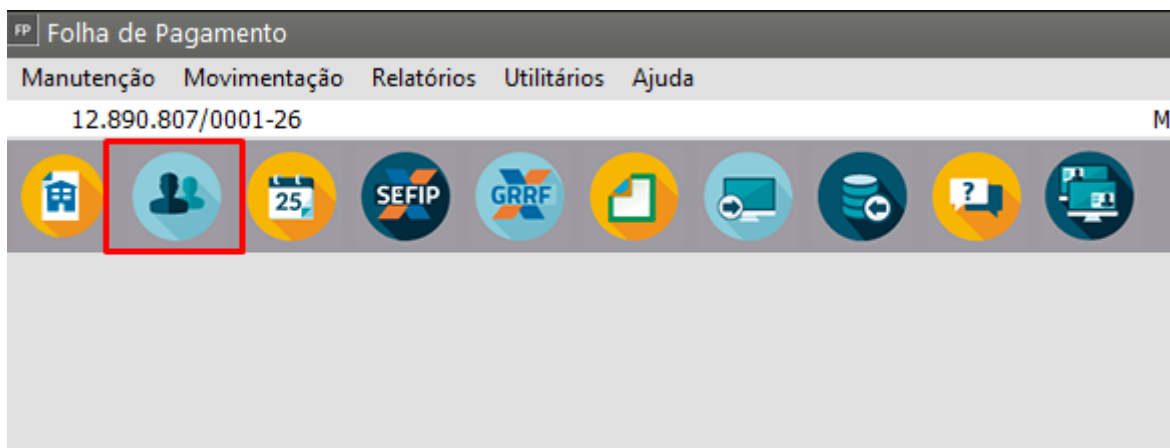 FP Folha de Pagamento
Manutenção Movimentação Relatórios Utilitários Ajuda
12.890.807/0001-26 M
25 SEFIP GRRF ?